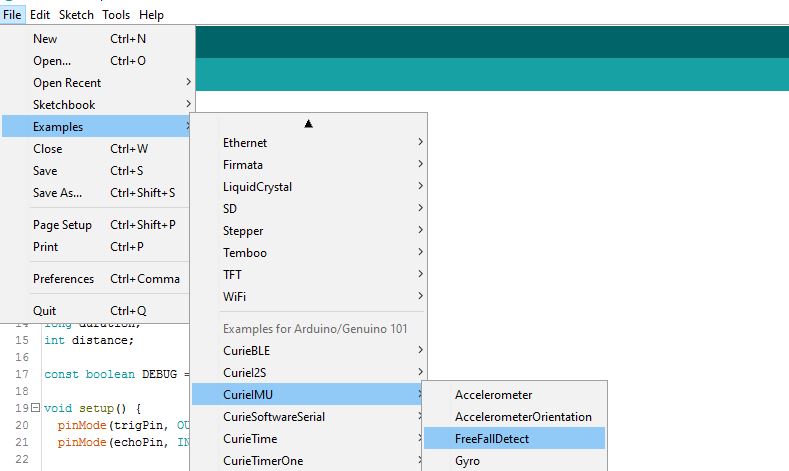 File Edit Sketch Tools Help
New Ctrl+N
Open... Ctrl+O
Open Recent
Sketchbook
Examples
Close Ctrl+W
Save Ctrl+S
Save As... Ctrl+Shift+S
Page Setup Ctrl+Shift+P
Print Ctrl+P
Preferences Ctrl+Comma
Quit Ctrl+Q
Ethernet
Firmata
LiquidCrystal
SD
Stepper
Temboo
TFT
WiFi
Examples for Arduino/Genuino 101
CurieBLE
CurieI2S
CurieIMU
CurieSoftwareSerial
CurieTime
CurieTimerOne
Accelerometer
AccelerometerOrientation
FreeFallDetect
Gyro
14 long duration;
15 int distance;
16
17 const boolean DEBUG =
18
19 void setup() {
20 pinMode(trigPin, OU
21 pinMode(echoPin, IN
22